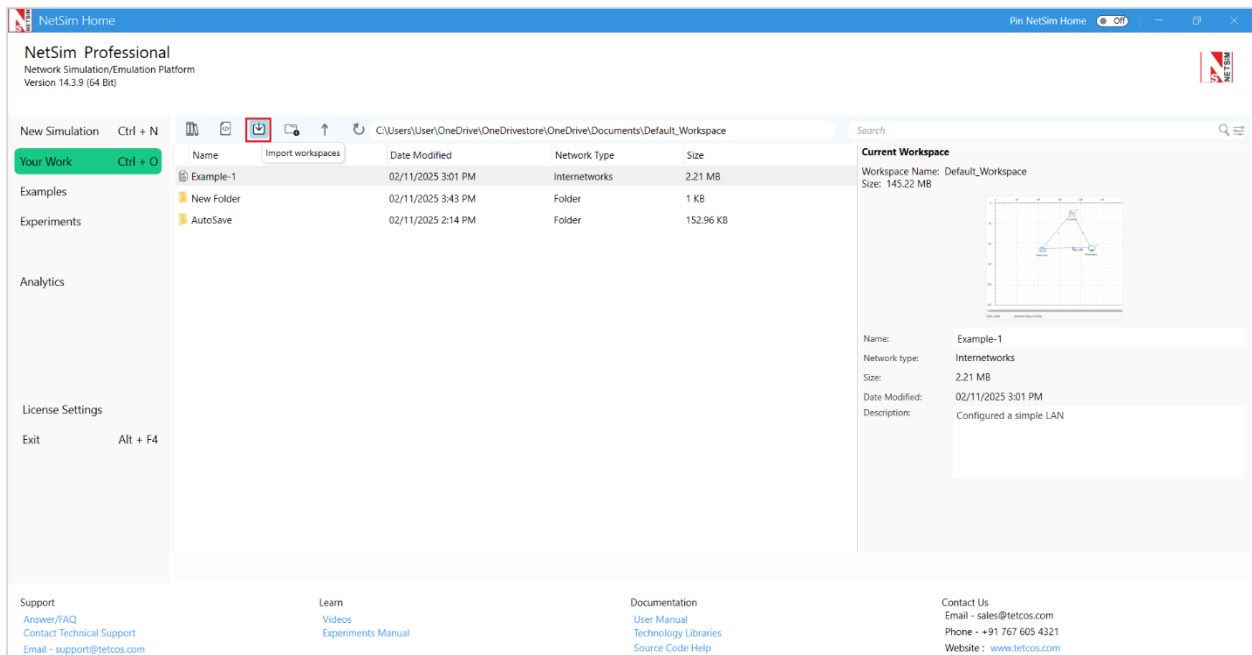 NETSIM
NetSim Home
Pin NetSim Home
Off
NetSim Professional
Network Simulation/Emulation Platform
Version 14.3.9 (64 Bit)
NETSIM
New Simulation Ctrl + N
Your Work Ctrl + O
Examples
Experiments
Analytics
License Settings
Exit Alt + F4
C:\Users\User\OneDrive\OneDrivestore\OneDrive\Documents\Default_Workspace
Search
Import workspaces
Name Date Modified Network Type Size
Example-1 02/11/2025 3:01 PM Internetworks 2.21 MB
New Folder 02/11/2025 3:43 PM Folder 1 KB
AutoSave 02/11/2025 2:14 PM Folder 152.96 KB
Current Workspace
Workspace Name: Default_Workspace
Size: 145.22 MB
Name: Example-1
Network type: Internetworks
Size: 2.21 MB
Date Modified: 02/11/2025 3:01 PM
Description: Configured a simple LAN
Support
Answer/FAQ
Contact Technical Support
Email - support@tetcos.com
Learn
Videos
Experiments Manual
Documentation
User Manual
Technology Libraries
Source Code Help
Contact Us
Email - sales@tetcos.com
Phone - +91 767 605 4321
Website : www.tetcos.com